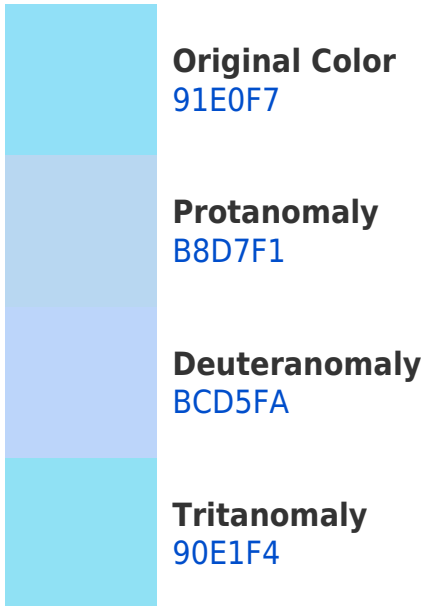 Original Color
91E0F7
Protanomaly
B8D7F1
Deuteranomaly
BCD5FA
Tritanomaly
90E1F4